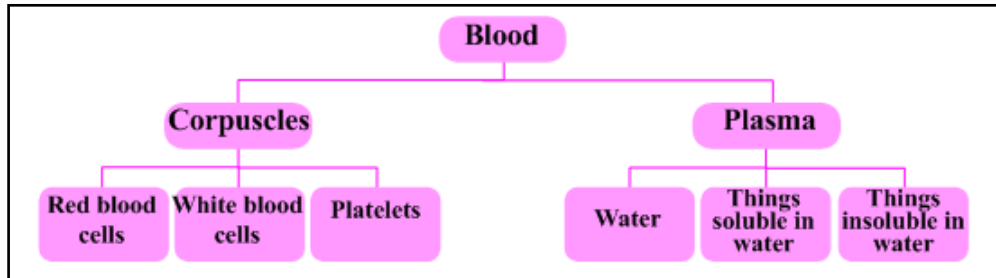 Blood
Corpuscles
Plasma
Red blood
cells
White blood
cells
Platelets
Water
Things
soluble in
water
Things
insoluble in
water